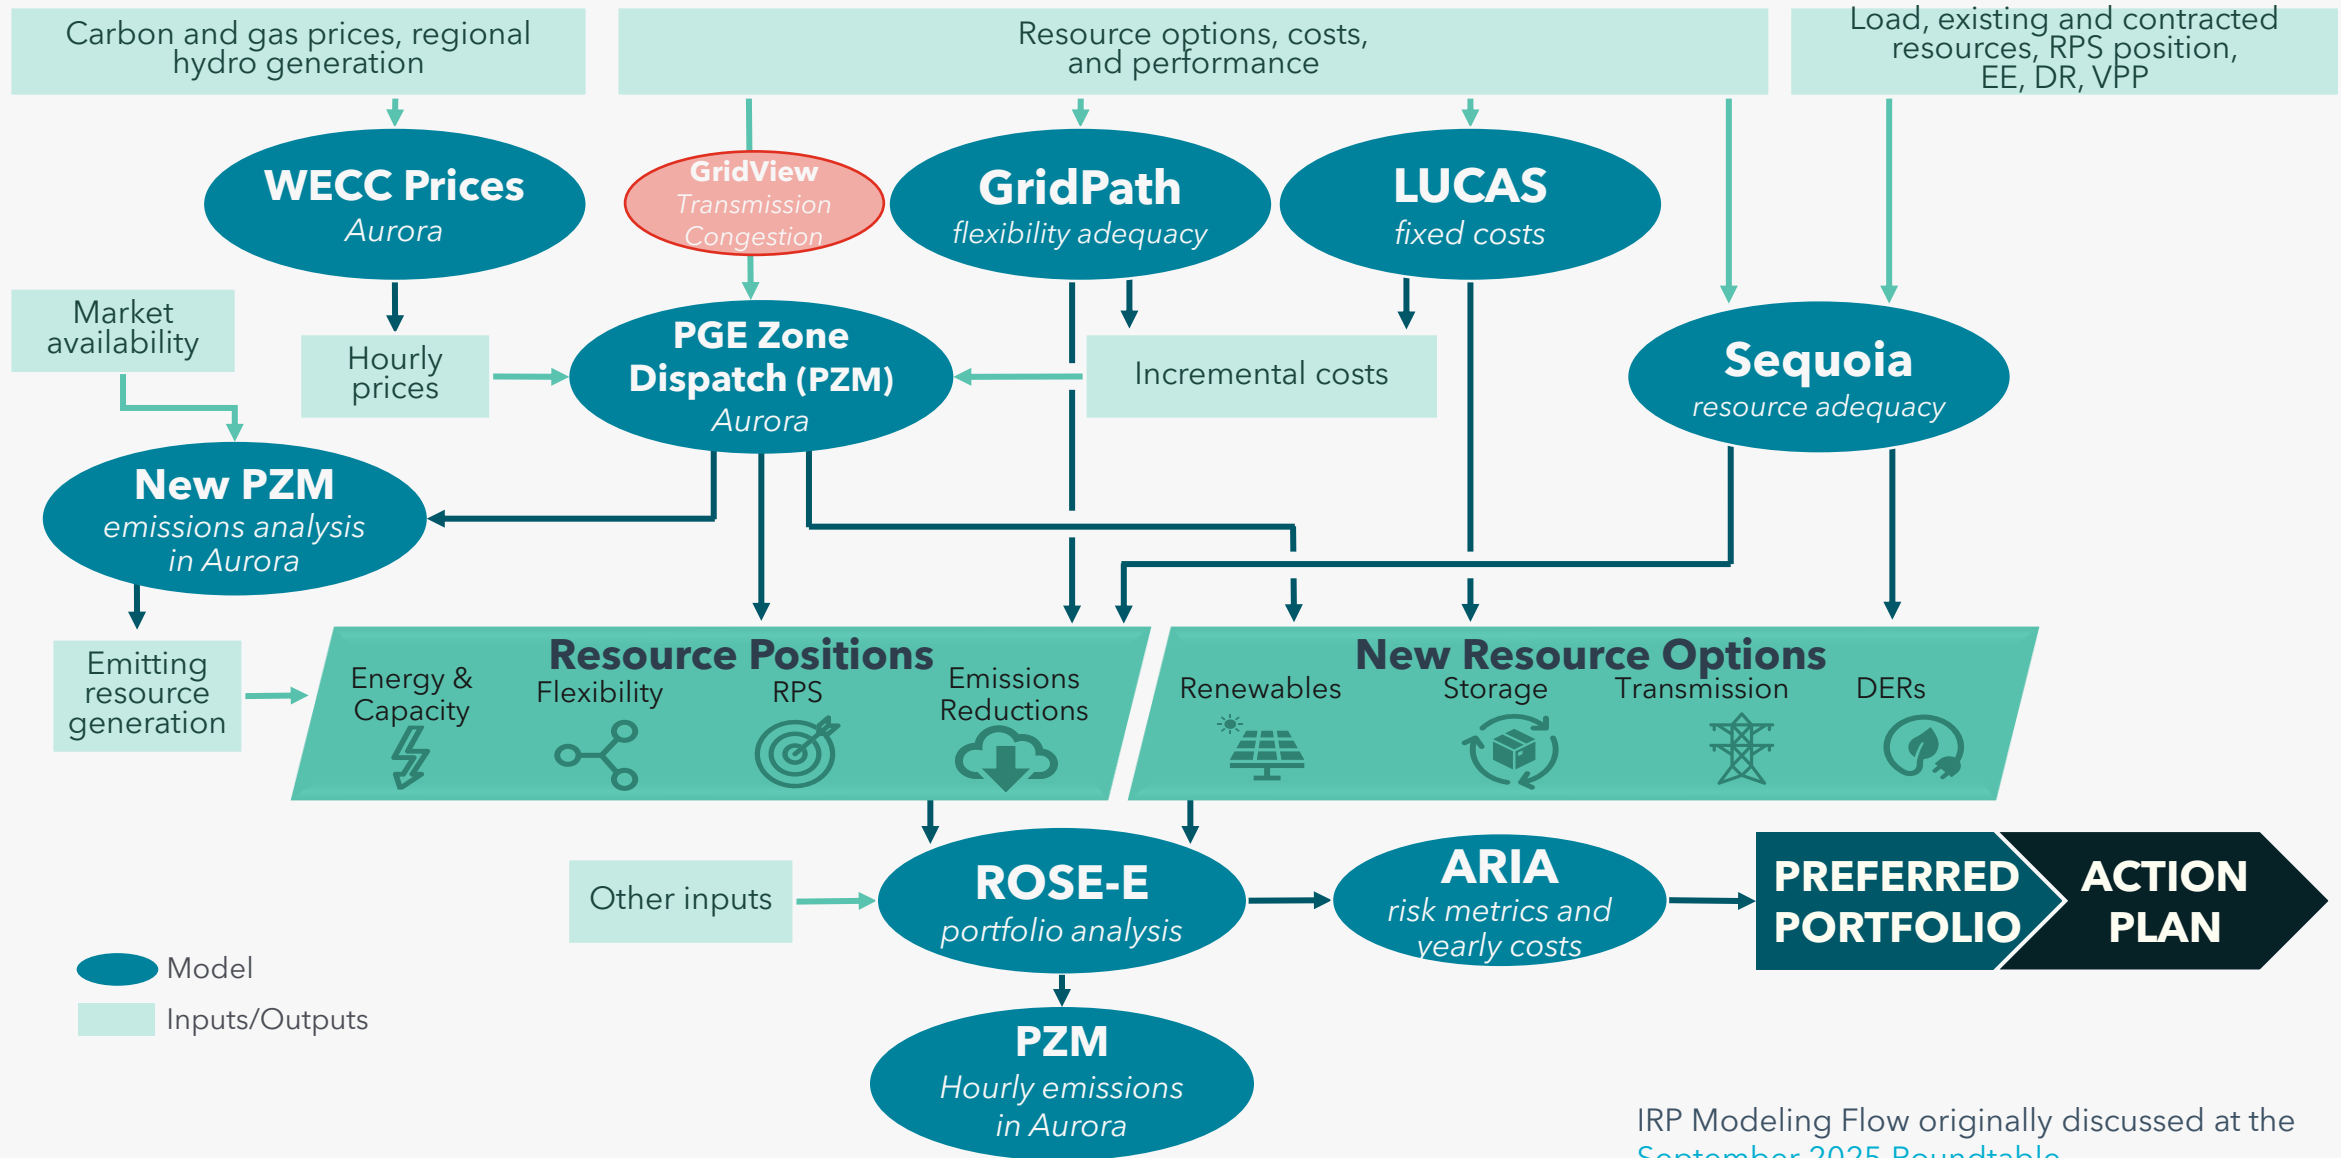 Carbon and gas prices, regional
hydro generation
Resource options, costs,
and performance
Load, existing and contracted
resources, RPS position,
EE, DR, VPP
WECC Prices
Aurora
GridView
Transmission
Congestion
GridPath
flexibility adequacy
LUCAS
fixed costs
Market
availability
Hourly
prices
PGE Zone
Dispatch (PZM)
Aurora
Incremental costs
Sequoia
resource adequacy
New PZM
emissions analysis
in Aurora
Emitting
resource
generation
Resource Positions
Energy &
Capacity
Flexibility
RPS
Emissions
Reductions
New Resource Options
Renewables
Storage
Transmission
DERs
Other inputs
ROSE-E
portfolio analysis
ARIA
risk metrics and
yearly costs
PREFERRED
PORTFOLIO
ACTION
PLAN
Model
Inputs/Outputs
PZM
Hourly emissions
in Aurora
IRP Modeling Flow originally discussed at the
September 2025 Roundtable